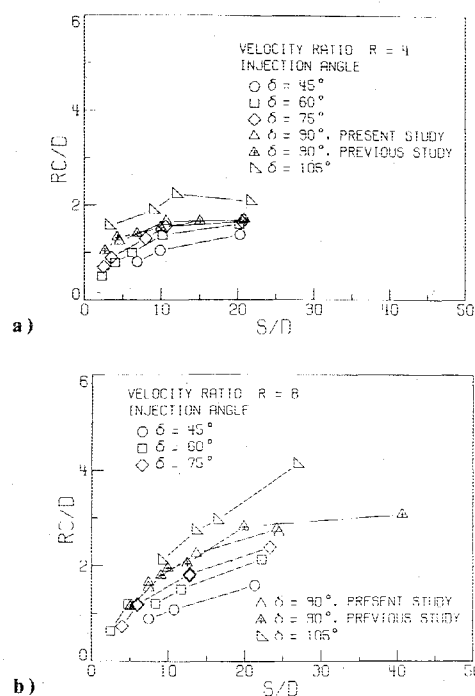 VELOCITY RATIO R = 4
INJECTION ANGLE
δ = 45°
δ = 60°
δ = 75°
δ = 90°, PRESENT STUDY
δ = 90°, PREVIOUS STUDY
δ = 105°
RC/D
6
4
2
0
0 10 20 30 40 50
S/D
a)
VELOCITY RATIO R = 8
INJECTION ANGLE
δ = 45°
δ = 60°
δ = 75°
δ = 90°, PRESENT STUDY
δ = 90°, PREVIOUS STUDY
δ = 105°
RC/D
6
4
2
0
0 10 20 30 40 50
S/D
b)